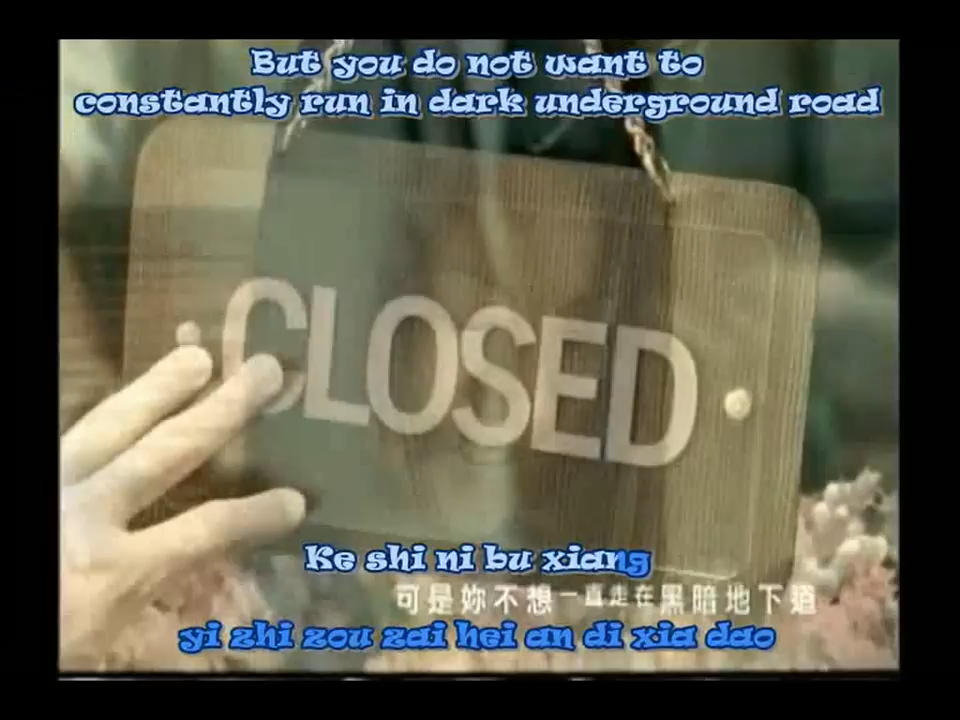 But you do not want to
constantly run in dark underground road
CLOSED
Ke shi ni bu xiang
可是妳不想一直走在黑暗地下道
yi zhi zou zai hei an di xia dao